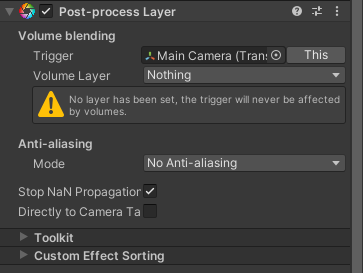 Post-process Layer
Volume blending
Trigger Main Camera (Trans This
Volume Layer Nothing
No layer has been set, the trigger will never be affected
by volumes.
Anti-aliasing
Mode No Anti-aliasing
Stop NaN Propagation
Directly to Camera Ta
Toolkit
Custom Effect Sorting